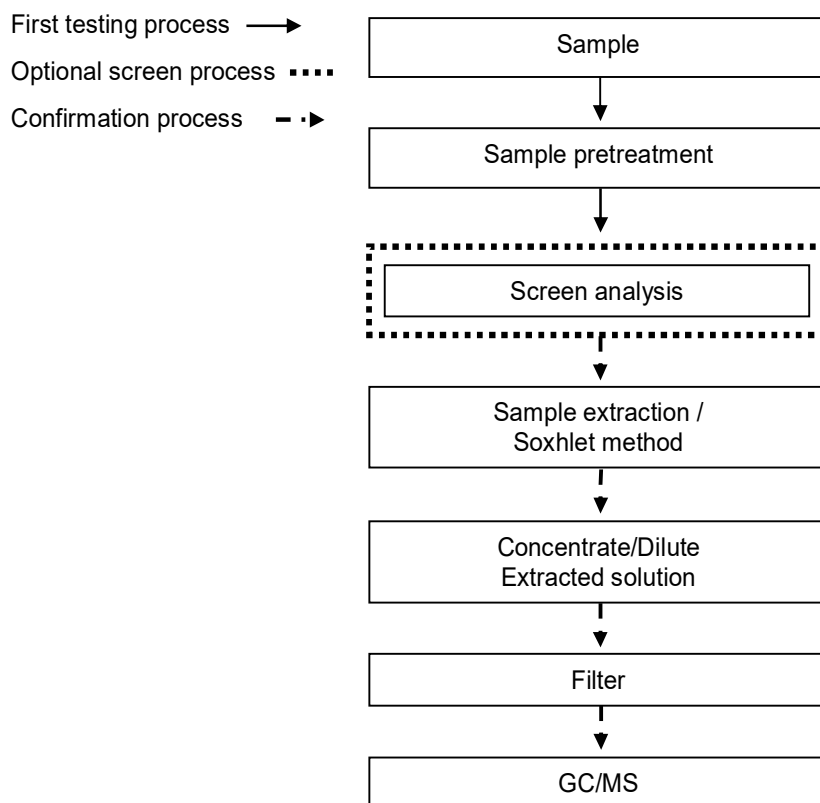 First testing process
Optional screen process
Confirmation process
Sample
Sample pretreatment
Screen analysis
Sample extraction /
Soxhlet method
Concentrate/Dilute
Extracted solution
Filter
GC/MS